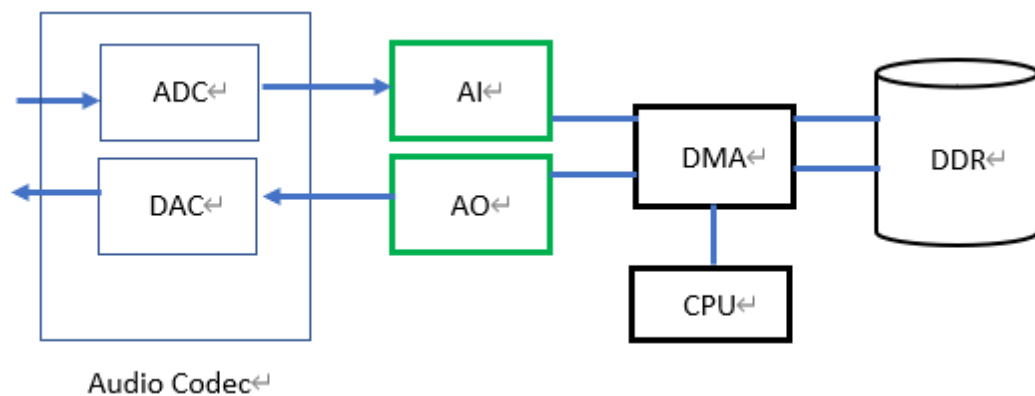 ADC↵
AI↵
DMA↵
DDR↵
DAC↵
AO↵
CPU↵
Audio Codec↵